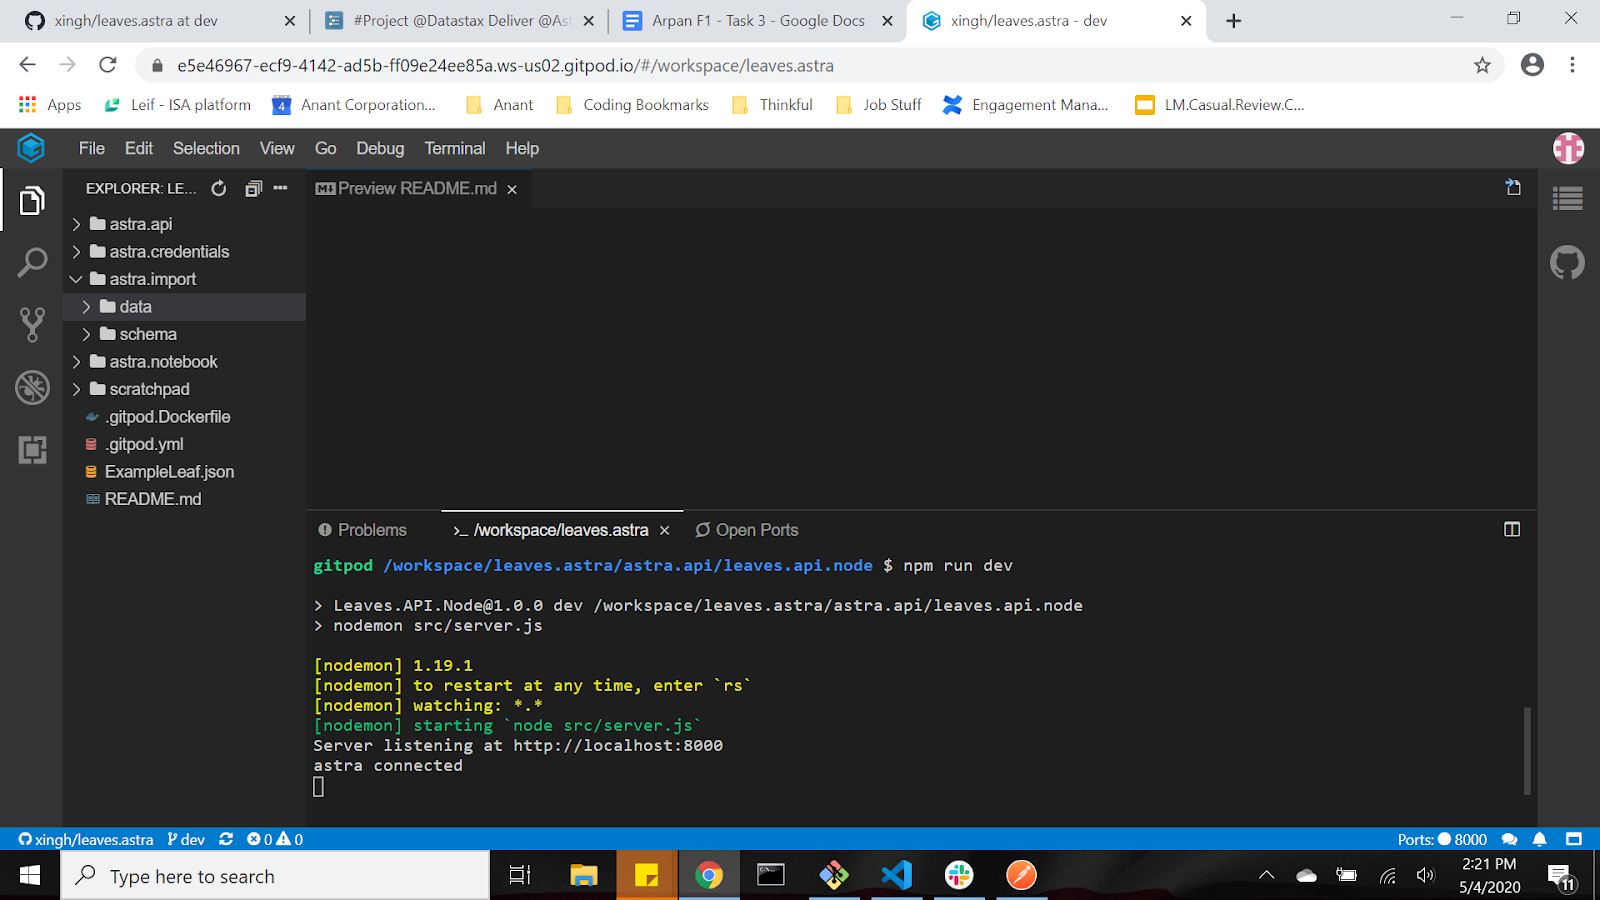 xingh/leaves.astra at dev
#Project @Datastax Deliver @Ast
Arpan F1 - Task 3 - Google Docs
xingh/leaves.astra - dev
e5e46967-ecf9-4142-ad5b-ff09e24ee85a.ws-us02.gitpod.io/#/workspace/leaves.astra
Apps
Leif - ISA platform
4
Anant Corporation...
Anant
Coding Bookmarks
Thinkful
Job Stuff
Engagement Mana...
LM.Casual.Review.C...
File Edit Selection View Go Debug Terminal Help
EXPLORER: LE...
Preview README.md
astra.api
astra.credentials
astra.import
data
schema
astra.notebook
scratchpad
.gitpod.Dockerfile
.gitpod.yml
ExampleLeaf.json
README.md
Problems
>_ /workspace/leaves.astra
Open Ports
gitpod /workspace/leaves.astra/astra.api/leaves.api.node $ npm run dev
> Leaves.API.Node@1.0.0 dev /workspace/leaves.astra/astra.api/leaves.api.node
> nodemon src/server.js
[nodemon] 1.19.1
[nodemon] to restart at any time, enter `rs`
[nodemon] watching: *.*
[nodemon] starting `node src/server.js`
Server listening at http://localhost:8000
astra connected
xingh/leaves.astra dev 0 0
Ports: 8000
Type here to search
2:21 PM
5/4/2020
11